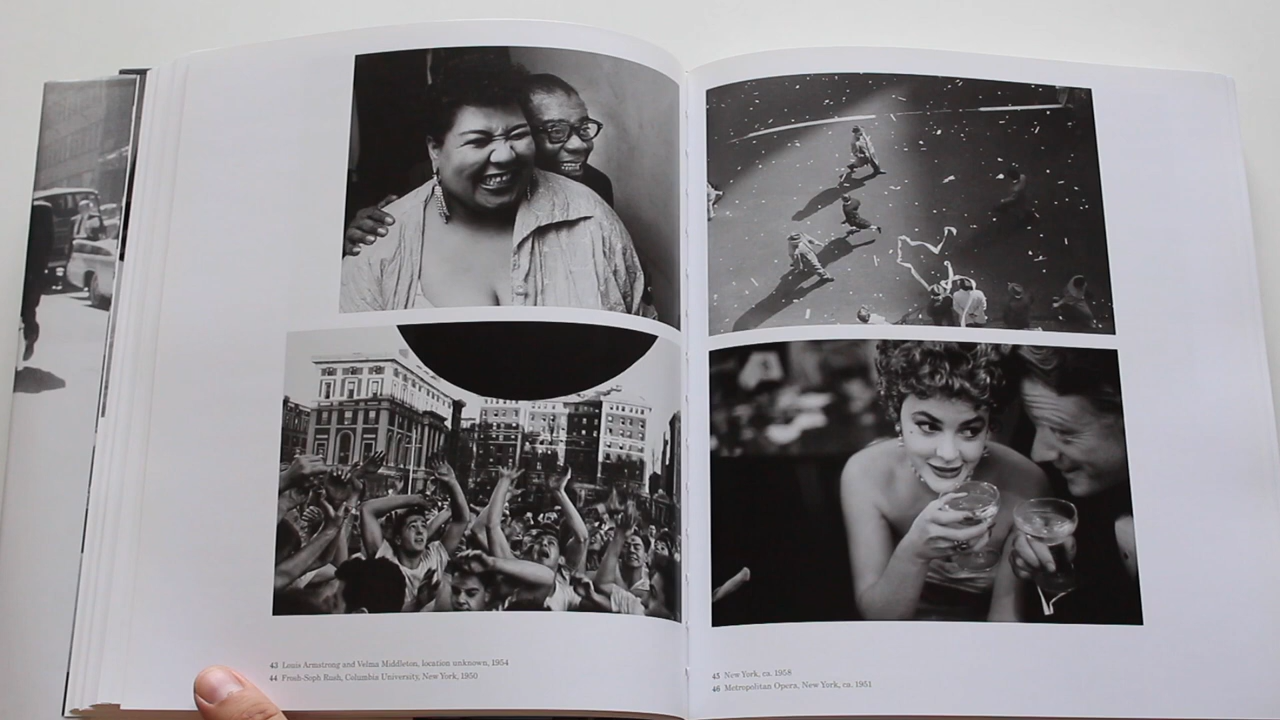 43 Louis Armstrong and Velma Middleton, location unknown, 1954
44 Frosh-Soph Rush, Columbia University, New York, 1950
45 New York, ca. 1958
46 Metropolitan Opera, New York, ca. 1951